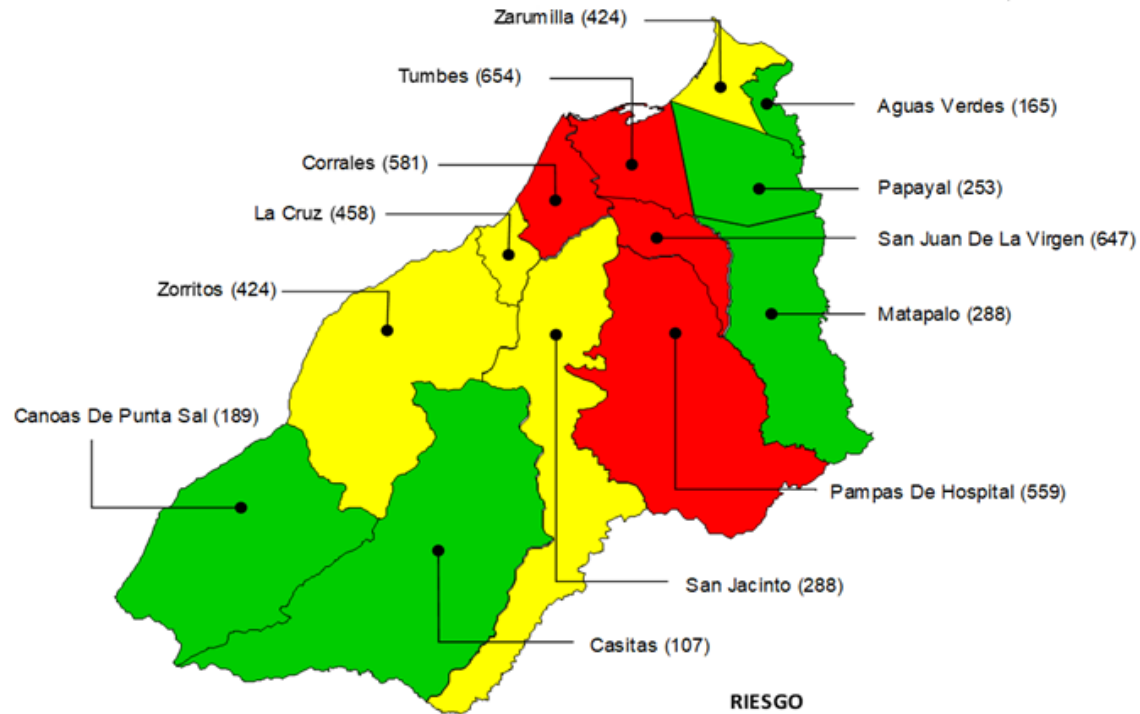 Zarumilla (424)
Tumbes (654)
Aguas Verdes (165)
Corrales (581)
Papayal (253)
La Cruz (458)
San Juan De La Virgen (647)
Zorritos (424)
Matapalo (288)
Canoas De Punta Sal (189)
Pampas De Hospital (559)
San Jacinto (288)
Casitas (107)
RIESGO